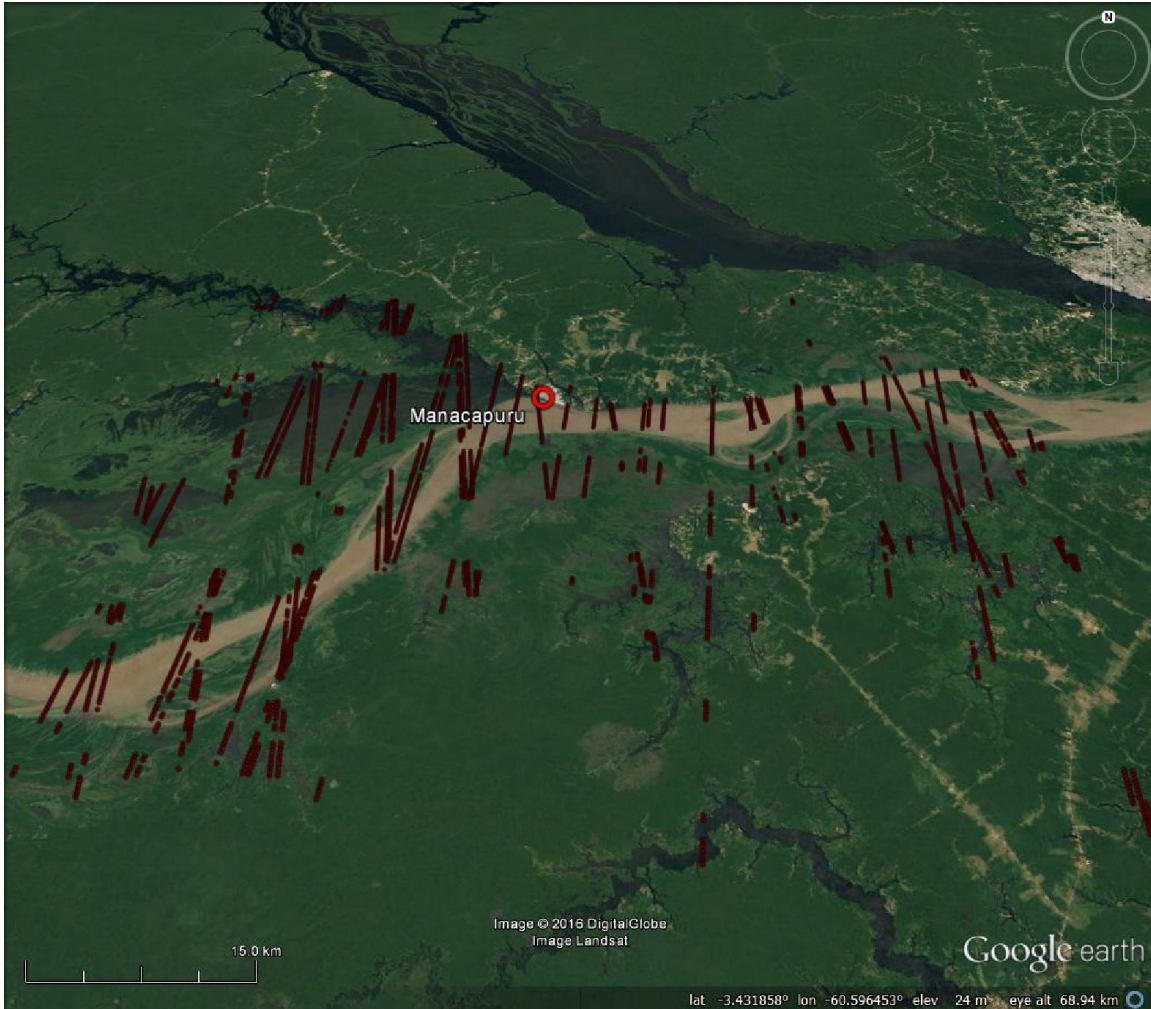 N
Manacapuru
Image © 2016 DigitalGlobe
Image Landsat
15.0 km
Google earth
lat -3.431858° lon -60.596453° elev 24 m eye alt 68.94 km